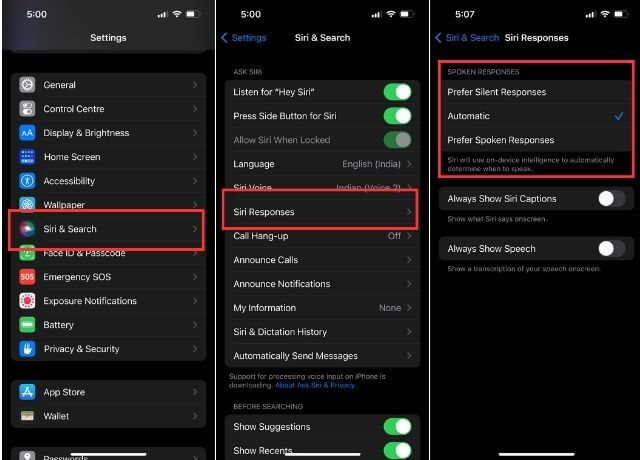 5:00
Settings
General
Control Centre
Display & Brightness
Home Screen
Accessibility
Wallpaper
Siri & Search
Face ID & Passcode
SOS Emergency SOS
Exposure Notifications
Battery
Privacy & Security
App Store
Wallet
Passwords
5:00
Settings Siri & Search
ASK SIRI
Listen for “Hey Siri”
Press Side Button for Siri
Allow Siri When Locked
Language English (India)
Siri Voice Indian (Voice 2)
Siri Responses
Call Hang-up Off
Announce Calls
Announce Notifications
My Information None
Siri & Dictation History
Automatically Send Messages
Support for processing voice input on iPhone is
downloading. About Ask Siri & Privacy...
BEFORE SEARCHING
Show Suggestions
Show Recents
5:07
Siri & Search Siri Responses
SPOKEN RESPONSES
Prefer Silent Responses
Automatic
Prefer Spoken Responses
Siri will use on-device intelligence to automatically
determine when to speak.
Always Show Siri Captions
Show what Siri says onscreen.
Always Show Speech
Show a transcription of your speech onscreen.